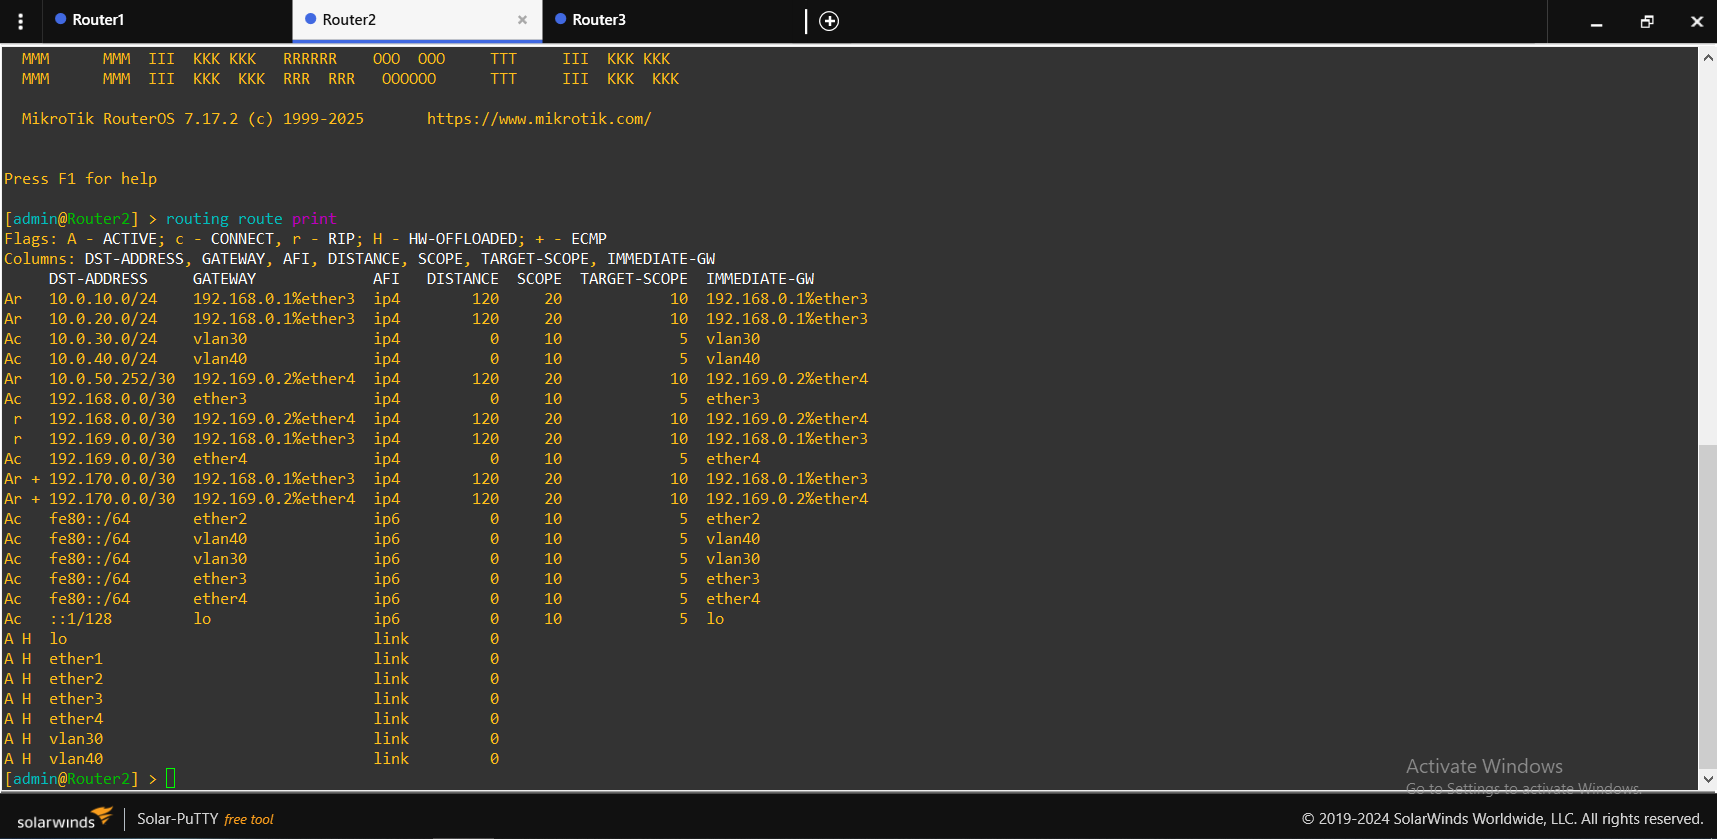 Router1 Router2 × Router3
MMM MMM III KKK KKK RRRRRR OOO OOO TTT III KKK KKK
MMM MMM III KKK KKK RRR RRR OOOOOO TTT III KKK KKK
MikroTik RouterOS 7.17.2 (c) 1999-2025 https://www.mikrotik.com/
Press F1 for help
[admin@Router2] > routing route print
Flags: A - ACTIVE; c - CONNECT, r - RIP; H - HW-OFFLOADED; + - ECMP
Columns: DST-ADDRESS, GATEWAY, AFI, DISTANCE, SCOPE, TARGET-SCOPE, IMMEDIATE-GW
DST-ADDRESS GATEWAY AFI DISTANCE SCOPE TARGET-SCOPE IMMEDIATE-GW
Ar 10.0.10.0/24 192.168.0.1%ether3 ip4 120 20 10 192.168.0.1%ether3
Ar 10.0.20.0/24 192.168.0.1%ether3 ip4 120 20 10 192.168.0.1%ether3
Ac 10.0.30.0/24 vlan30 ip4 0 10 5 vlan30
Ac 10.0.40.0/24 vlan40 ip4 0 10 5 vlan40
Ar 10.0.50.252/30 192.169.0.2%ether4 ip4 120 20 10 192.169.0.2%ether4
Ac 192.168.0.0/30 ether3 ip4 0 10 5 ether3
r 192.168.0.0/30 192.169.0.2%ether4 ip4 120 20 10 192.169.0.2%ether4
r 192.169.0.0/30 192.168.0.1%ether3 ip4 120 20 10 192.168.0.1%ether3
Ac 192.169.0.0/30 ether4 ip4 0 10 5 ether4
Ar + 192.170.0.0/30 192.168.0.1%ether3 ip4 120 20 10 192.168.0.1%ether3
Ar + 192.170.0.0/30 192.169.0.2%ether4 ip4 120 20 10 192.169.0.2%ether4
Ac fe80::/64 ether2 ip6 0 10 5 ether2
Ac fe80::/64 vlan40 ip6 0 10 5 vlan40
Ac fe80::/64 vlan30 ip6 0 10 5 vlan30
Ac fe80::/64 ether3 ip6 0 10 5 ether3
Ac fe80::/64 ether4 ip6 0 10 5 ether4
Ac ::1/128 lo ip6 0 10 5 lo
A H lo link 0
A H ether1 link 0
A H ether2 link 0
A H ether3 link 0
A H ether4 link 0
A H vlan30 link 0
A H vlan40 link 0
[admin@Router2] >
Activate Windows
Go to Settings to activate Windows.
solarwinds Solar-PuTTY free tool © 2019-2024 SolarWinds Worldwide, LLC. All rights reserved.